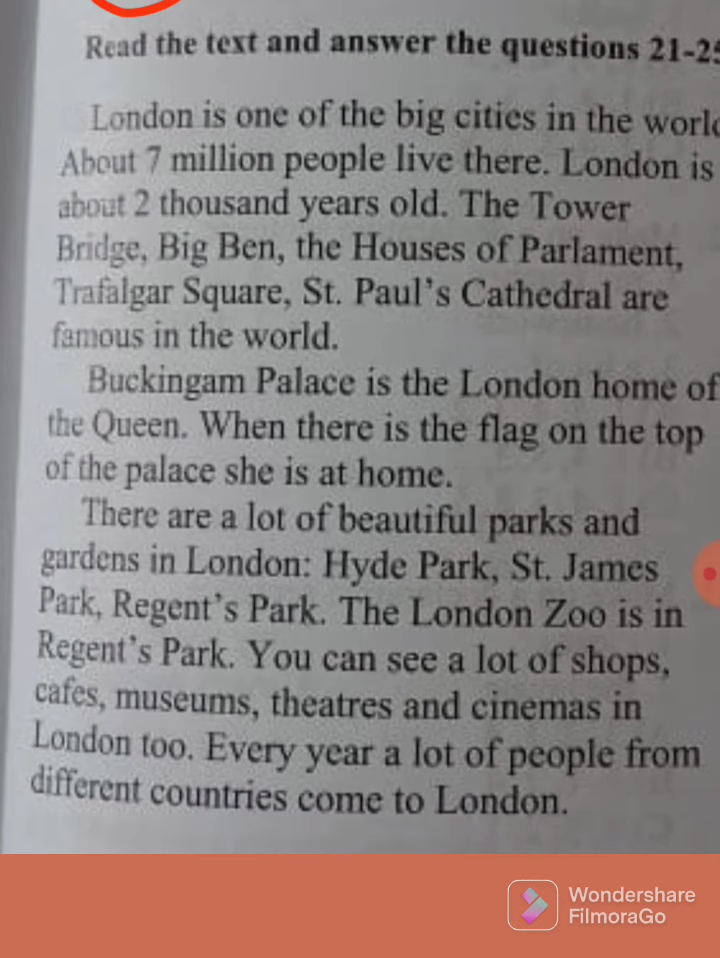 Read the text and answer the questions 21-25
London is one of the big cities in the world
About 7 million people live there. London is
about 2 thousand years old. The Tower
Bridge, Big Ben, the Houses of Parlament,
Trafalgar Square, St. Paul's Cathedral are
famous in the world.
Buckingam Palace is the London home of
the Queen. When there is the flag on the top
of the palace she is at home.
There are a lot of beautiful parks and
gardens in London: Hyde Park, St. James
Park, Regent's Park. The London Zoo is in
Regent's Park. You can see a lot of shops,
cafes, museums, theatres and cinemas in
London too. Every year a lot of people from
different countries come to London.
Wondershare
FilmoraGo